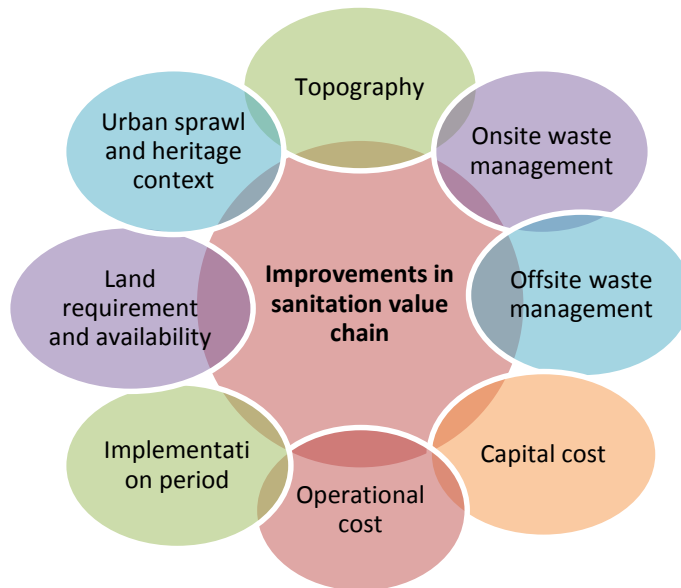 Topography
Urban sprawl
and heritage
context
Onsite waste
management
Land
requirement
and availability
Improvements in
sanitation value
chain
Offsite waste
management
Implementati
on period
Operational
cost
Capital cost